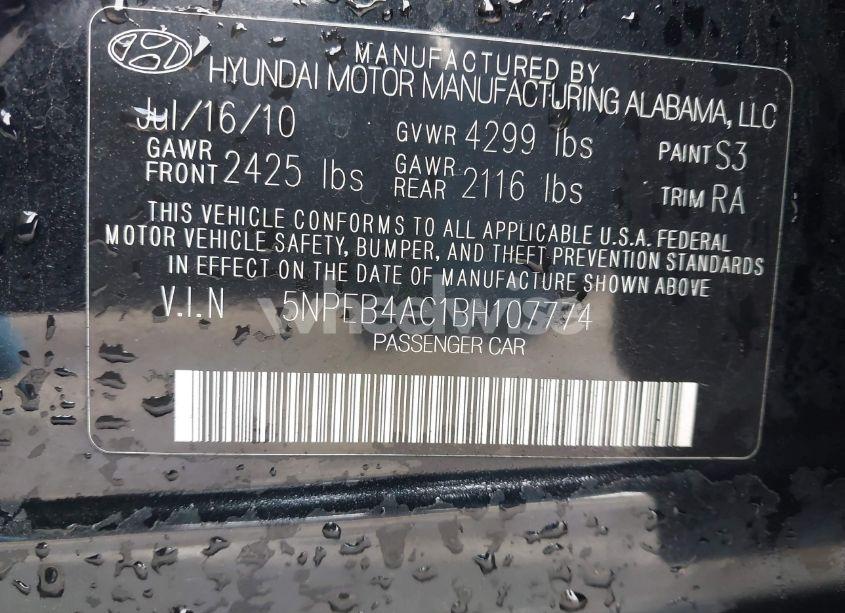 MANUFACTURED BY
HYUNDAI MOTOR MANUFACTURING ALABAMA, LLC
Jul/16/10 GVWR 4299 lbs PAINT S3
GAWR FRONT 2425 lbs GAWR REAR 2116 lbs TRIM RA
THIS VEHICLE CONFORMS TO ALL APPLICABLE U.S.A. FEDERAL
MOTOR VEHICLE SAFETY, BUMPER, AND THEFT PREVENTION STANDARDS
IN EFFECT ON THE DATE OF MANUFACTURE SHOWN ABOVE
V.I.N 5NPEB4AC1BH107774
wheelwise
PASSENGER CAR